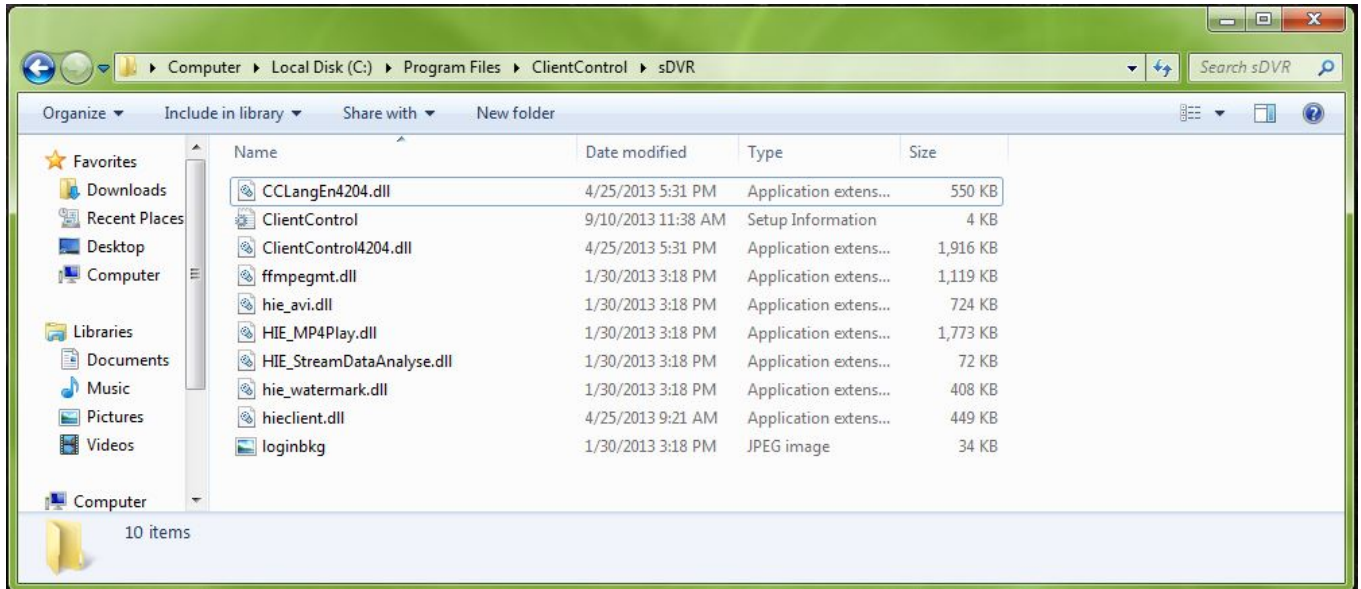 Computer Local Disk (C:) Program Files ClientControl sDVR Search sDVR
Organize Include in library Share with New folder
Favorites
Downloads
Recent Places
Desktop
Computer
Libraries
Documents
Music
Pictures
Videos
Computer
Name Date modified Type Size
CCLangEn4204.dll 4/25/2013 5:31 PM Application extens... 550 KB
ClientControl 9/10/2013 11:38 AM Setup Information 4 KB
ClientControl4204.dll 4/25/2013 5:31 PM Application extens... 1,916 KB
ffmpegmt.dll 1/30/2013 3:18 PM Application extens... 1,119 KB
hie_avi.dll 1/30/2013 3:18 PM Application extens... 724 KB
HIE_MP4Play.dll 1/30/2013 3:18 PM Application extens... 1,773 KB
HIE_StreamDataAnalyse.dll 1/30/2013 3:18 PM Application extens... 72 KB
hie_watermark.dll 1/30/2013 3:18 PM Application extens... 408 KB
hieclient.dll 4/25/2013 9:21 AM Application extens... 449 KB
loginbkg 1/30/2013 3:18 PM JPEG image 34 KB
10 items